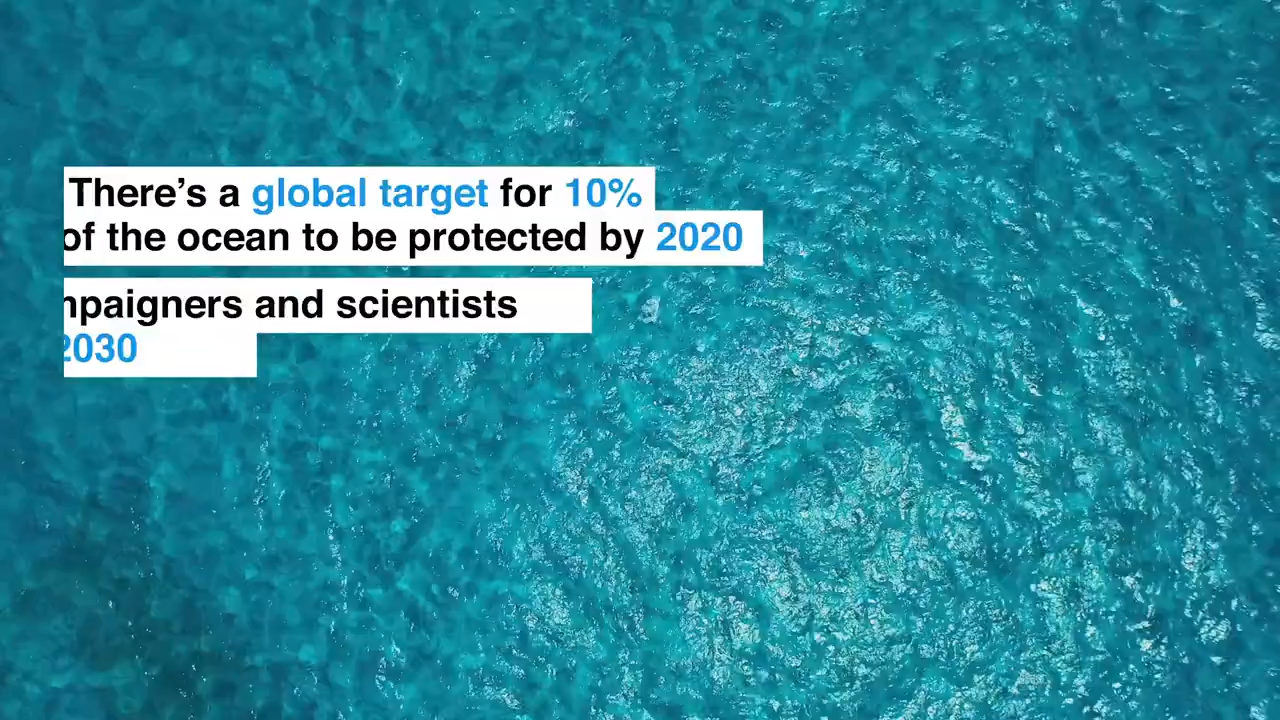 There’s a global target for 10%
of the ocean to be protected by 2020
npaigners and scientists
2030